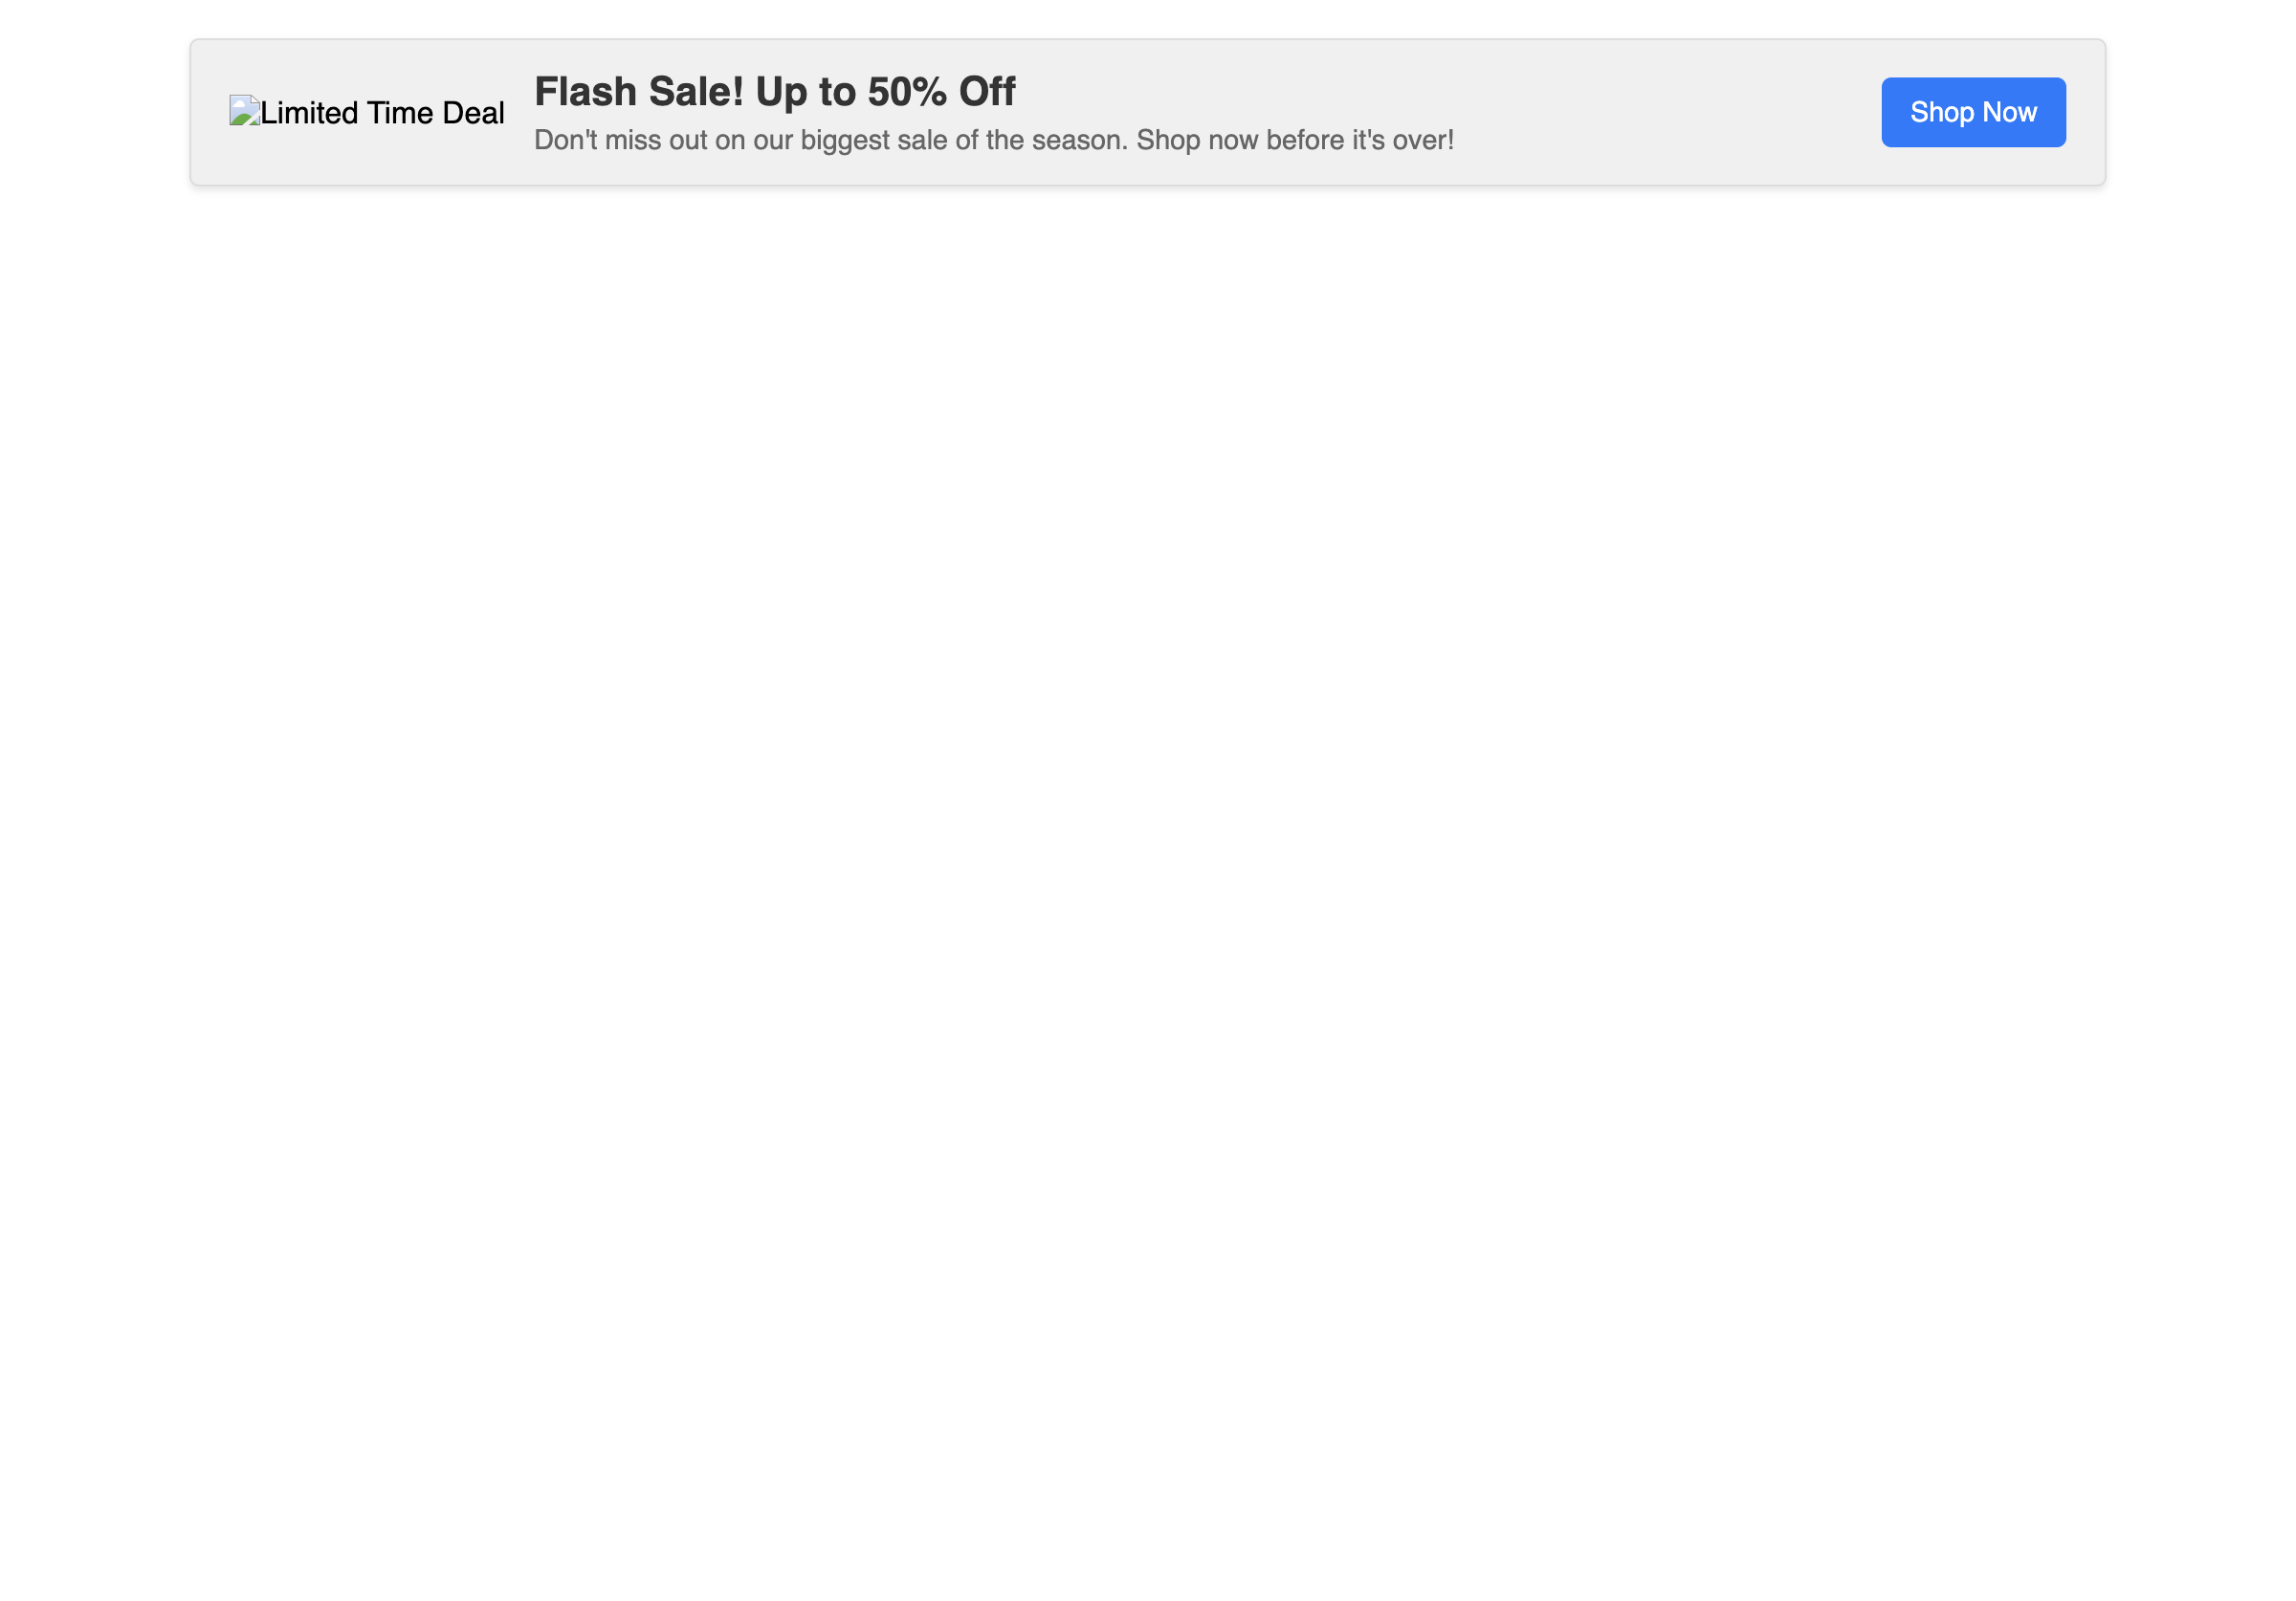 Limited Time Deal
Flash Sale! Up to 50% Off
Don't miss out on our biggest sale of the season. Shop now before it's over!
Shop Now